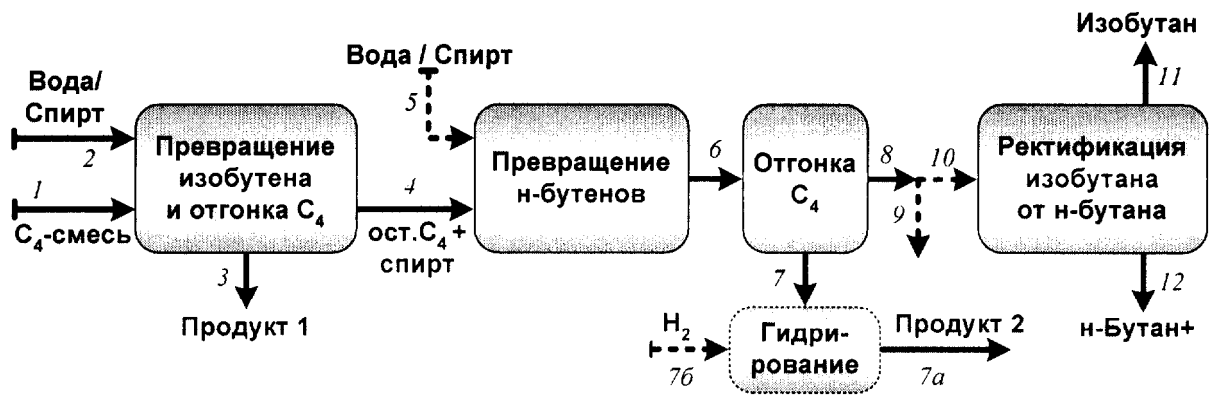 Изобутан
11
Вода/
Спирт
2
Вода / Спирт
5
Превращение
изобутена
и отгонка C4
1
C4-смесь
4
ост.C4 +
спирт
Превращение
н-бутенов
6
Отгонка
C4
8
10
9
Ректификация
изобутана
от н-бутана
3
Продукт 1
7
12
н-Бутан+
H2
7б
Гидри-
рование
Продукт 2
7а